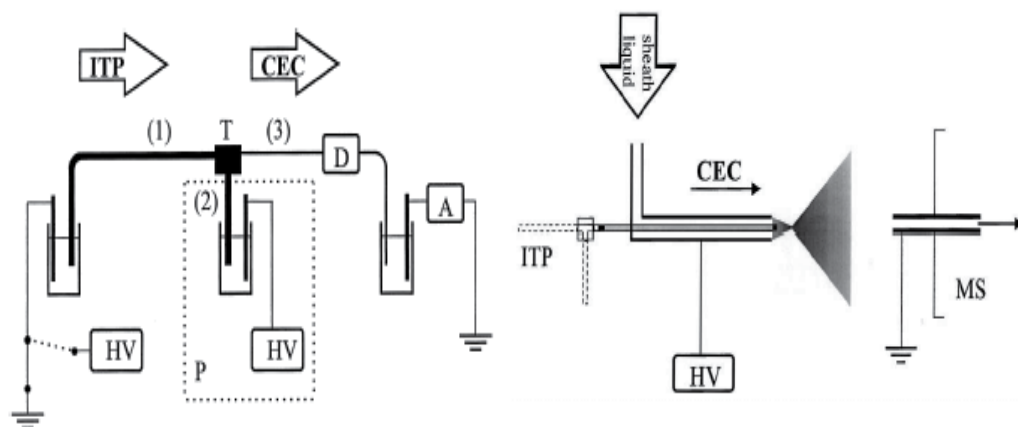 ITP
CEC
(1)
T
(3)
D
(2)
A
HV
HV
P
sheath
liquid
CEC
ITP
MS
HV